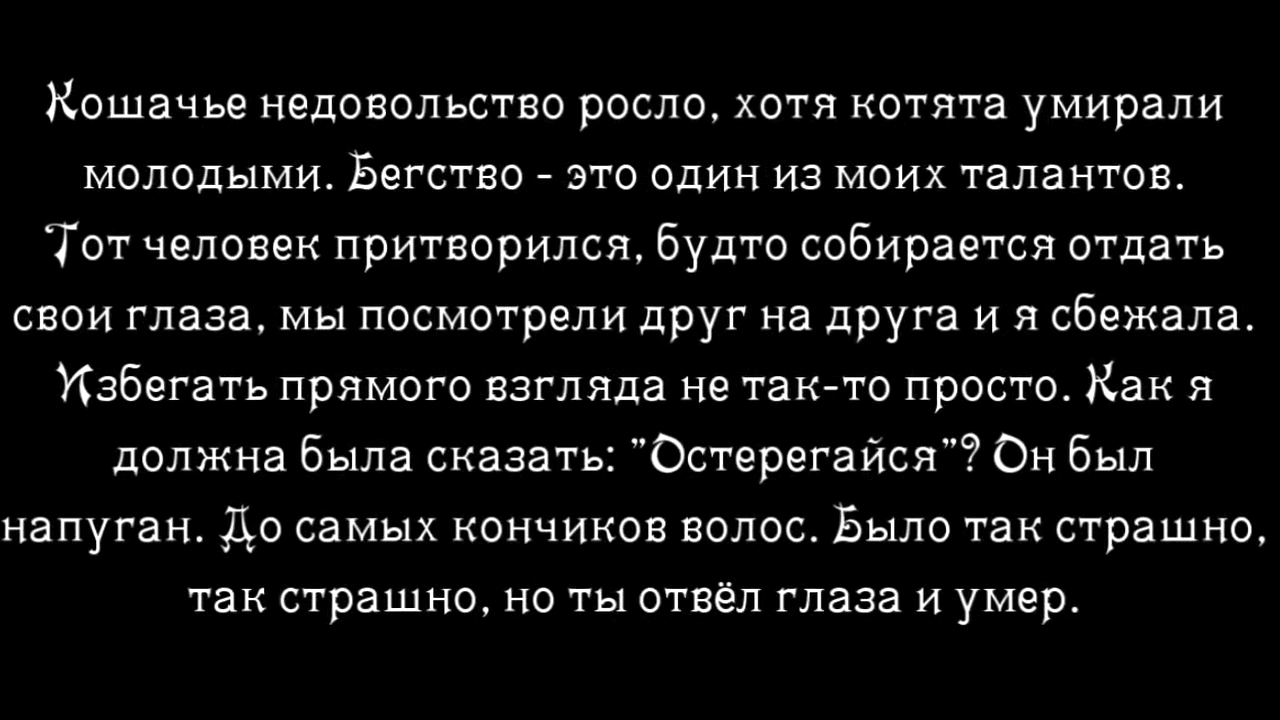 Кошачье недовольство росло, хотя котята умирали
молодыми. Бегство - это один из моих талантов.
Тот человек притворился, будто собирается отдать
свои глаза, мы посмотрели друг на друга и я сбежала.
Избегать прямого взгляда не так-то просто. Как я
должна была сказать: "Остерегайся"? Он был
напуган. До самых кончиков волос. Было так страшно,
так страшно, но ты отвёл глаза и умер.